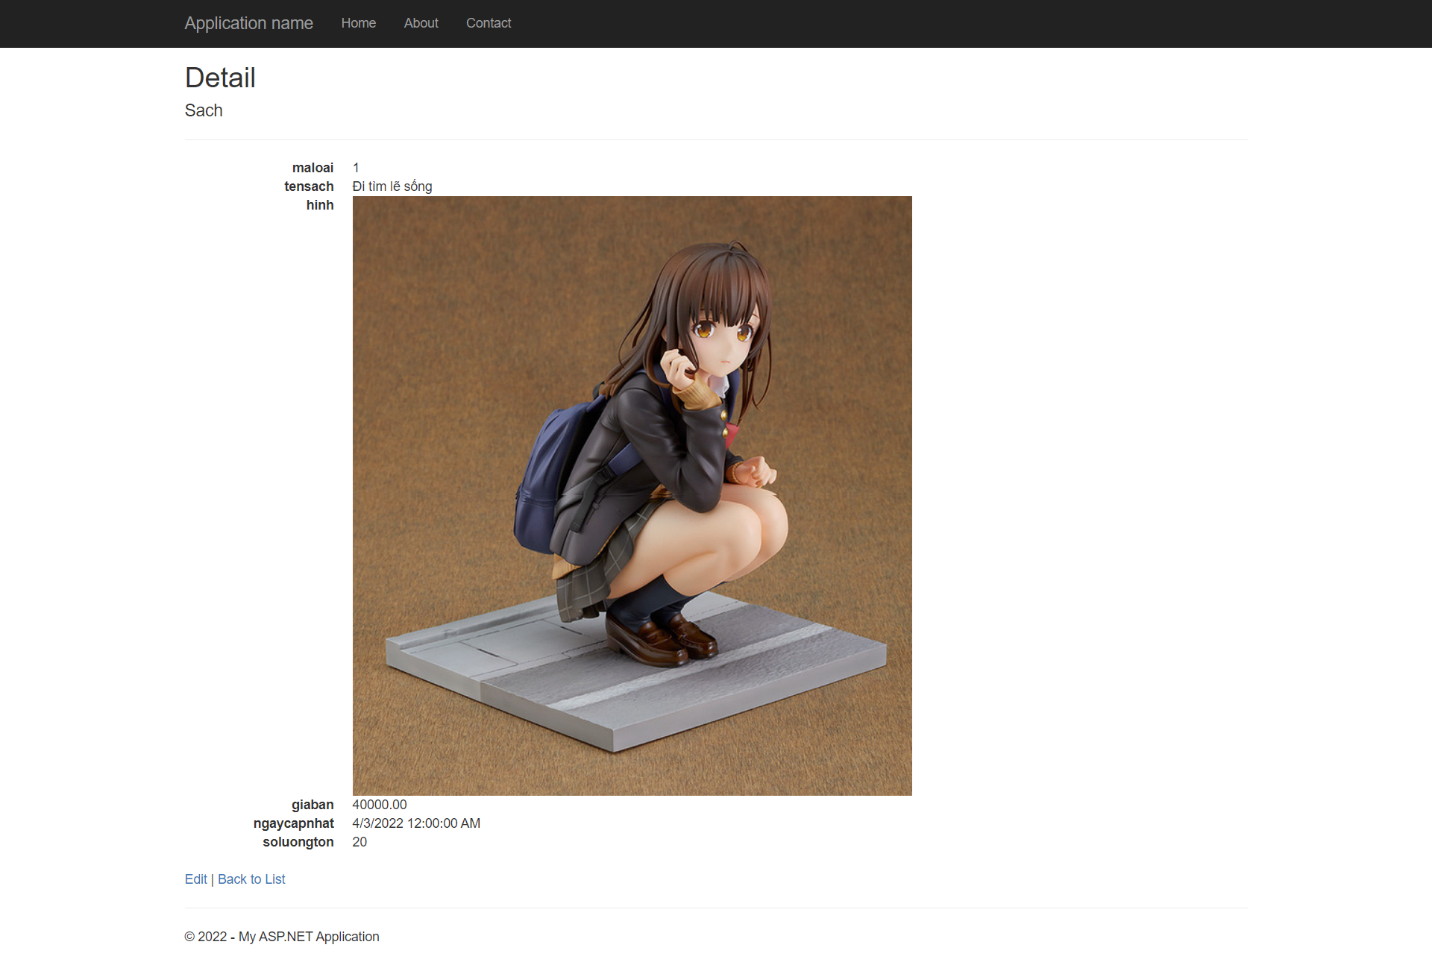 Application name Home About Contact
Detail
Sach
maloai 1
tensach Đi tìm lẽ sống
hinh
giaban 40000.00
ngaycapnhat 4/3/2022 12:00:00 AM
soluongton 20
Edit | Back to List
© 2022 - My ASP.NET Application